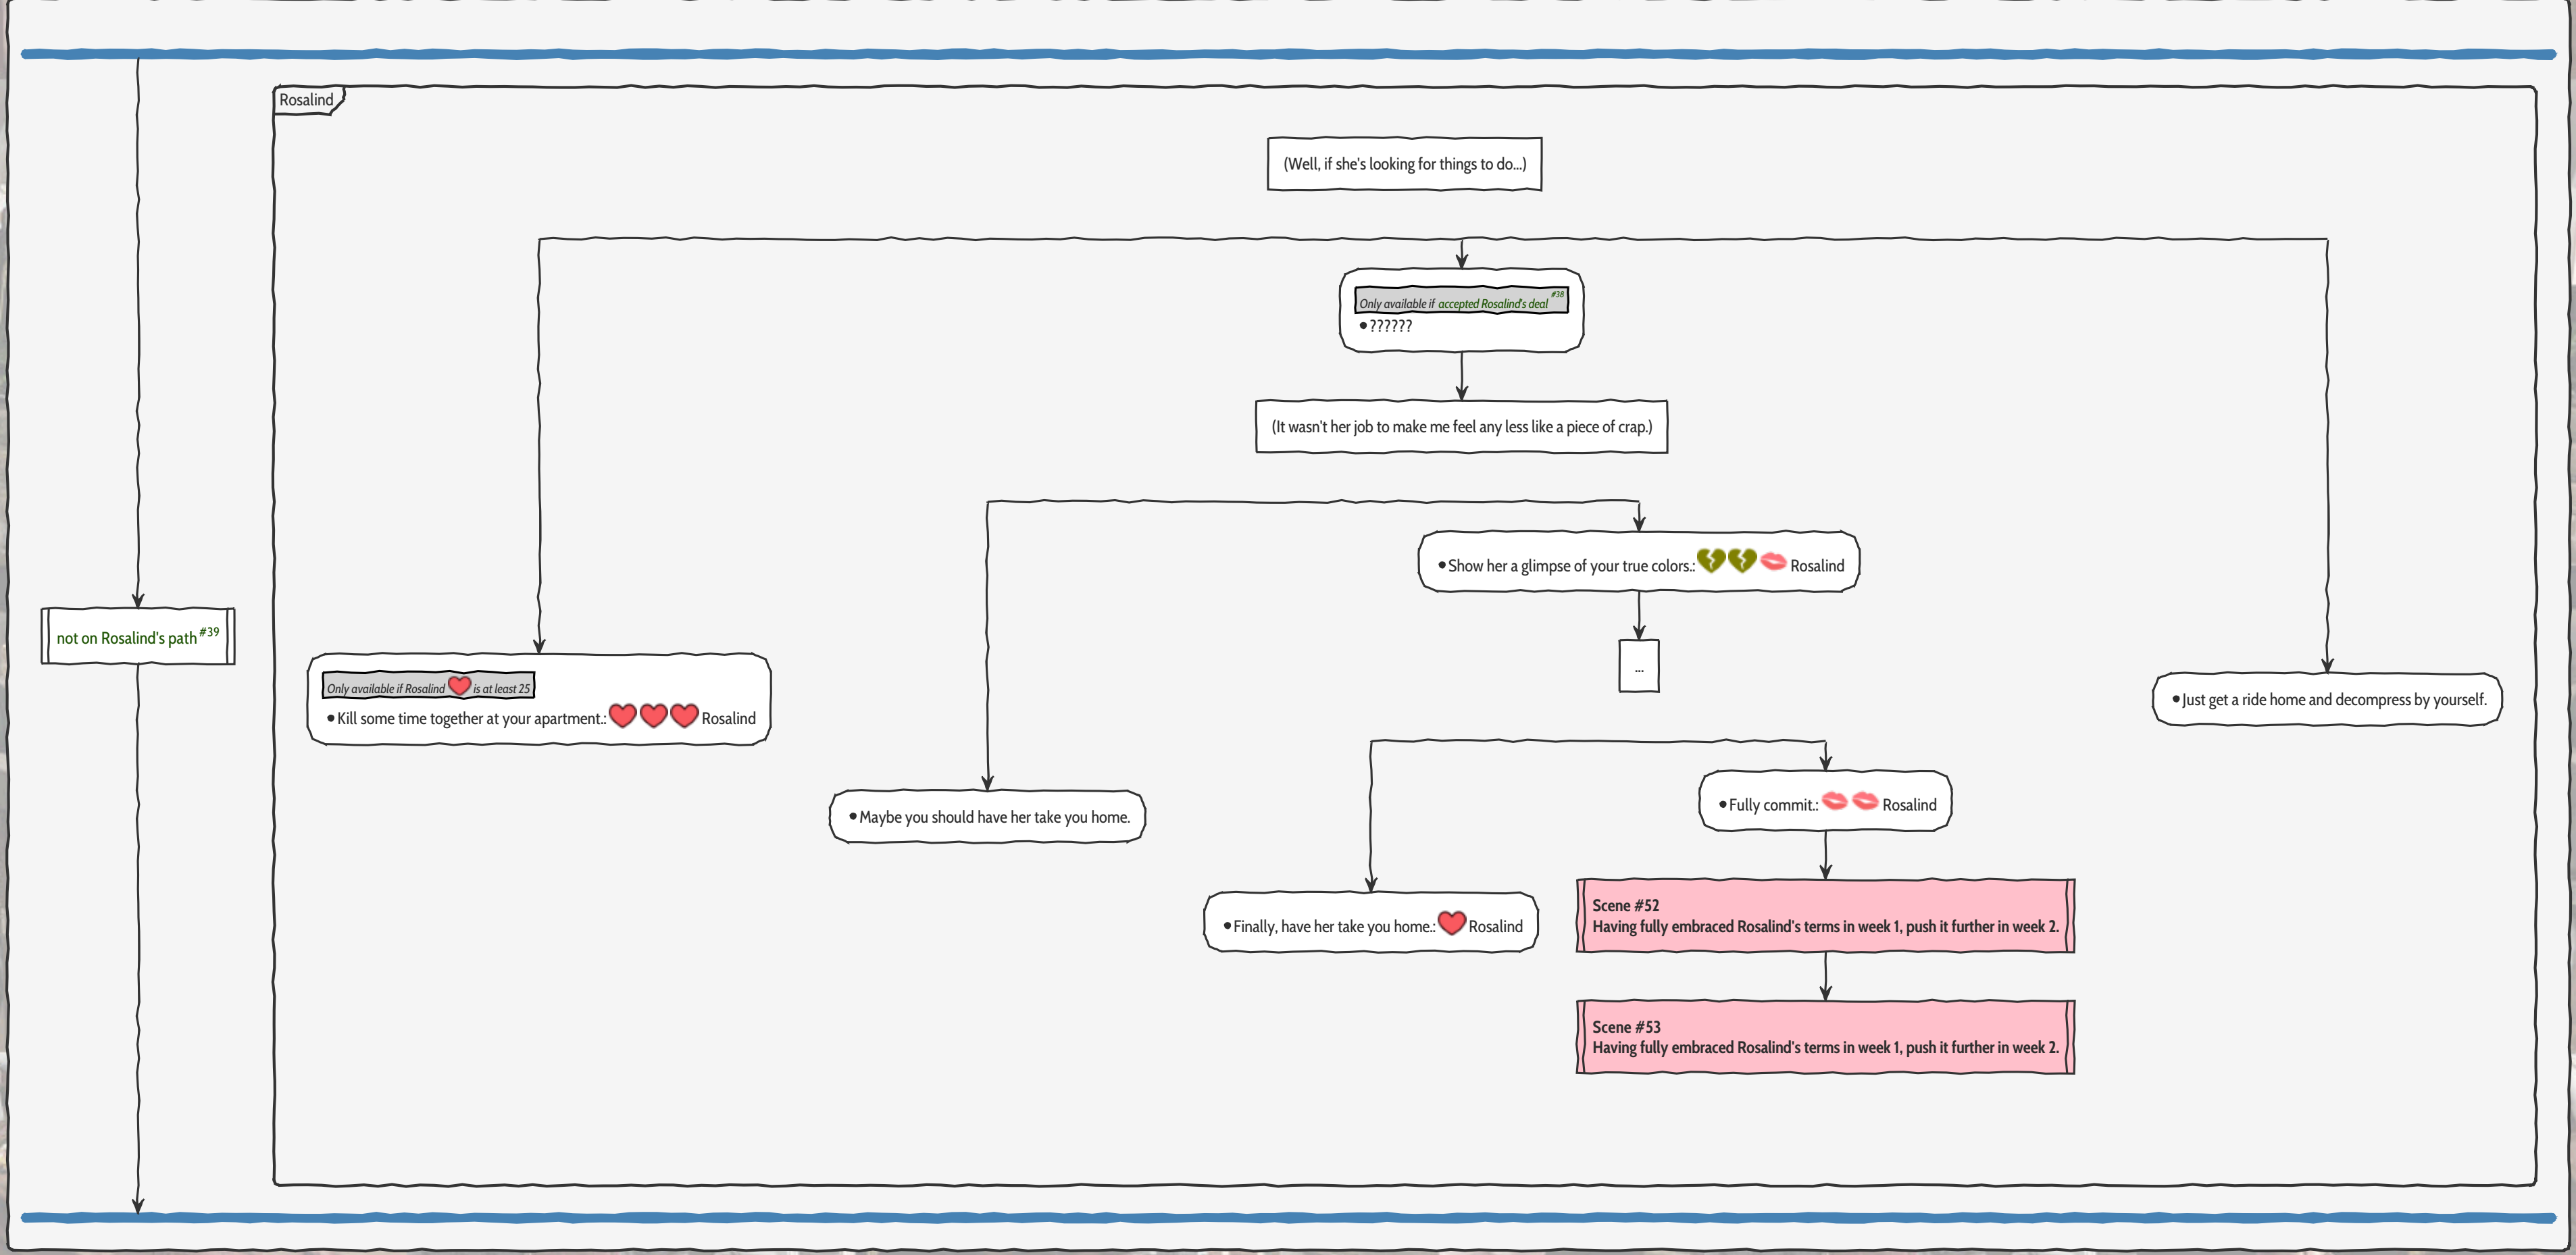 Rosalind
(Well, if she's looking for things to do...)
Only available if accepted Rosalind's deal #38
•??????
(It wasn't her job to make me feel any less like a piece of crap.)
•Show her a glimpse of your true colors.: Rosalind
not on Rosalind's path #39
...
Only available if Rosalind is at least 25
•Kill some time together at your apartment.: Rosalind
•Just get a ride home and decompress by yourself.
•Maybe you should have her take you home.
•Fully commit.: Rosalind
•Finally, have her take you home.: Rosalind
Scene #52
Having fully embraced Rosalind's terms in week 1, push it further in week 2.
Scene #53
Having fully embraced Rosalind's terms in week 1, push it further in week 2.